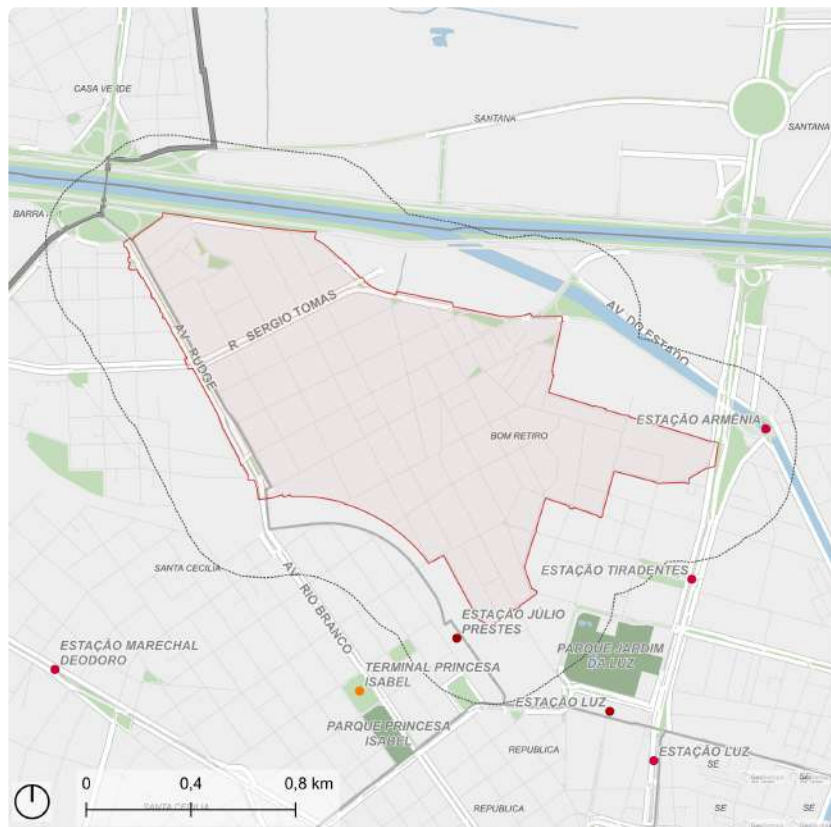 CASA VERDE
SANTANA
SANTANA
BARRA
AV. DO ESTADO
R. SERGIO TOMAS
AV. RUDGE
ESTAÇÃO ARMÊNIA
BOM RETIRO
SANTA CECILIA
ESTAÇÃO TIRADENTES
AV. RIO BRANCO
ESTAÇÃO JÚLIO
PRESTES
ESTAÇÃO MARECHAL
DEODORO
PARQUE JARDIM
DA LUZ
TERMINAL PRINCESA
ISABEL
ESTAÇÃO LUZ
PARQUE PRINCESA
ISABEL
REPUBLICA
ESTAÇÃO LUZ
SE
0 0,4 0,8 km
SANTA CECILIA
REPUBLICA
SE
SE